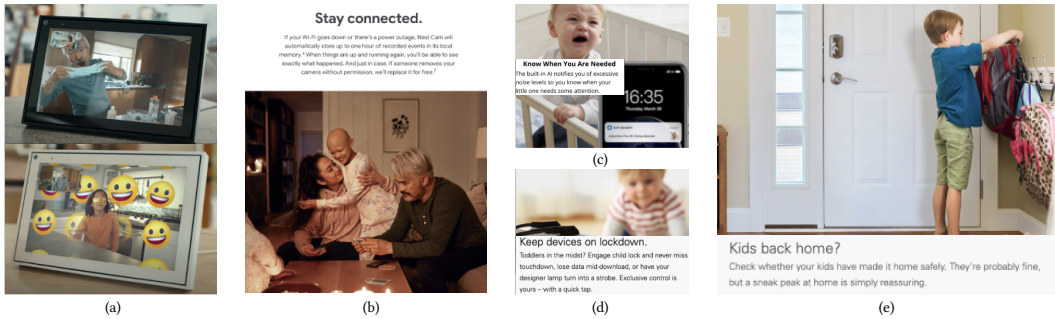 (a)
Stay connected.
If your Wi-Fi goes down or there's a power outage, Nest Cam will
automatically store up to one hour of recorded events in its local
memory.⁶ When things are up and running again, you'll be able to see
exactly what happened. And just in case, if someone removes your
camera without permission, we'll replace it for free.⁷
(b)
Know When You Are Needed
The built-in AI notifies you of excessive
noise levels so you know when your
little one needs some attention.
16:35
(c)
Keep devices on lockdown.
Toddlers in the midst? Engage child lock and never miss
touchdown, lose data mid-download, or have your
designer lamp turn into a strobe. Exclusive control is
yours – with a quick tap.
(d)
Kids back home?
Check whether your kids have made it home safely. They're probably fine,
but a sneak peak at home is simply reassuring.
(e)